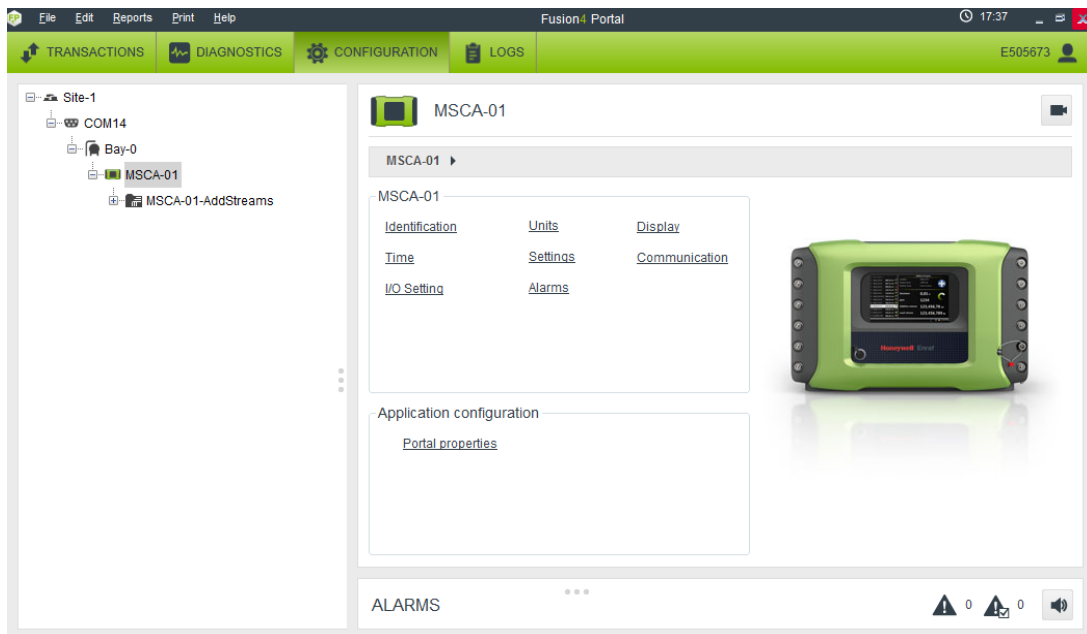 FP File Edit Reports Print Help Fusion4 Portal 17:37
TRANSACTIONS DIAGNOSTICS CONFIGURATION LOGS E505673
Site-1
COM14
Bay-0
MSCA-01
MSCA-01-AddStreams
MSCA-01
MSCA-01
MSCA-01
Identification Units Display
Time Settings Communication
I/O Setting Alarms
Honeywell Enraf
Application configuration
Portal properties
ALARMS 0 0